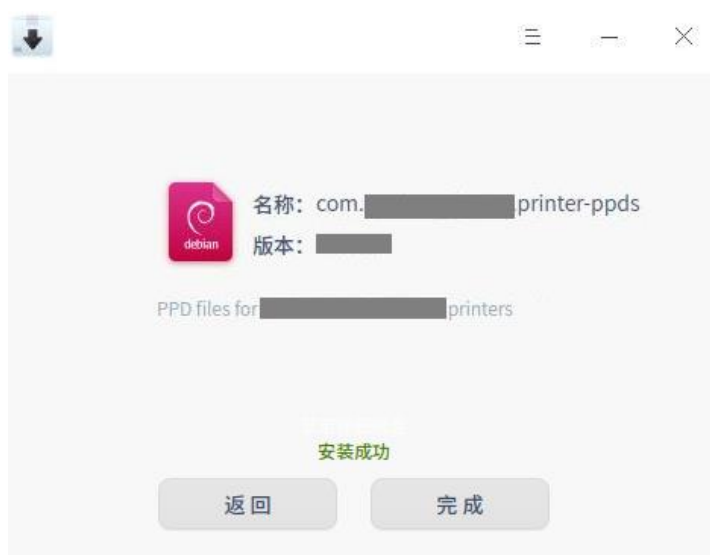 debian
名称：com. .printer-ppds
版本：
PPD files for printers
安装成功
返回
完成